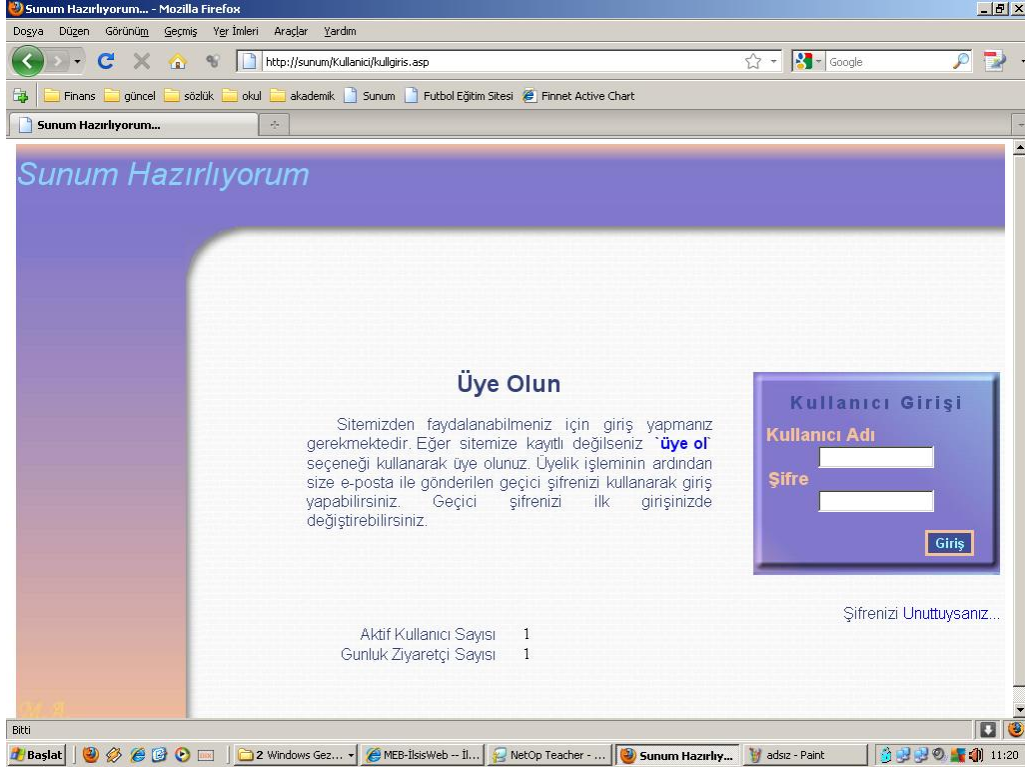 Sunum Hazırlıyorum... - Mozilla Firefox
Dosya Düzen Görünüm Geçmiş Yer İmleri Araçlar Yardım
http://sunum/Kullanici/kullgiris.asp Google
Finans güncel sözlük okul akademik Sunum Futbol Eğitim Sitesi Finnet Active Chart
Sunum Hazırlıyorum...
Sunum Hazırlıyorum
Üye Olun
Sitemizden faydalanabilmeniz için giriş yapmanız
gerekmektedir. Eğer sitemize kayıtlı değilseniz `üye ol`
seçeneği kullanarak üye olunuz. Üyelik işleminin ardından
size e-posta ile gönderilen geçici şifrenizi kullanarak giriş
yapabilirsiniz. Geçici şifrenizi ilk girişinizde
değiştirebilirsiniz.
Kullanıcı Girişi
Kullanıcı Adı
Şifre
Giriş
Şifrenizi Unuttuysanız...
Aktif Kullanıcı Sayısı 1
Gunluk Ziyaretçi Sayısı 1
M.A
Bitti
Başlat 2 Windows Gez... MEB-İlsisWeb -- İl... NetOp Teacher - ... Sunum Hazırlıy... adsız - Paint 11:20